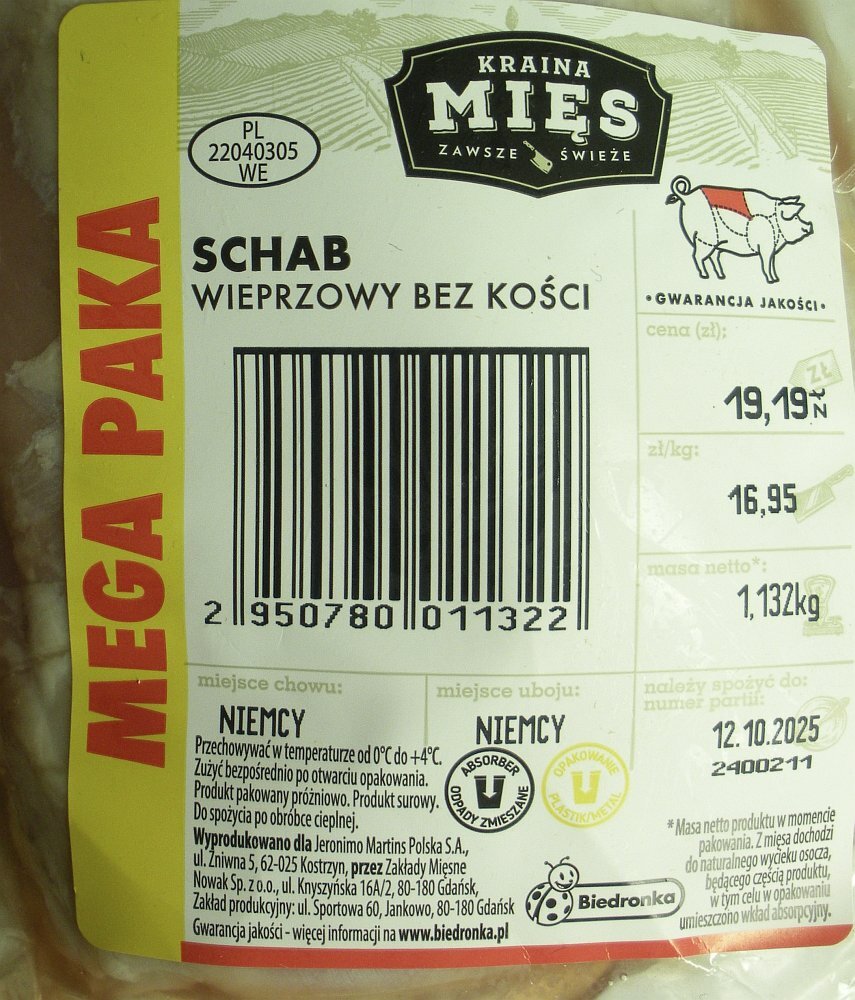 KRAINA
MIĘS
ZAWSZE ŚWIEŻE
PL
22040305
WE
MEGA PAKA
SCHAB
WIEPRZOWY BEZ KOŚCI
•GWARANCJA JAKOŚCI•
cena (zł):
ZŁ
19,19 ZŁ
zł/kg:
16,95
masa netto*:
1,132kg
2 950780 011322
miejsce chowu:
NIEMCY
miejsce uboju:
NIEMCY
należy spożyć do:
numer partii:
12.10.2025
2400211
Przechowywać w temperaturze od 0°C do +4°C.
Zużyć bezpośrednio po otwarciu opakowania.
Produkt pakowany próżniowo. Produkt surowy.
Do spożycia po obróbce cieplnej.
Wyprodukowano dla Jeronimo Martins Polska S.A.,
ul. Żniwna 5, 62-025 Kostrzyn, przez Zakłady Mięsne
Nowak Sp. z o.o., ul. Knyszyńska 16A/2, 80-180 Gdańsk,
Zakład produkcyjny: ul. Sportowa 60, Jankowo, 80-180 Gdańsk
Gwarancja jakości - więcej informacji na www.biedronka.pl
ABSORBER
ODPADY ZMIESZANE
OPAKOWANIE
PLASTIK/METAL
Biedronka
*Masa netto produktu w momencie
pakowania. Z mięsa dochodzi
do naturalnego wycieku osocza,
będącego częścią produktu,
w tym celu w opakowaniu
umieszczono wkład absorpcyjny.